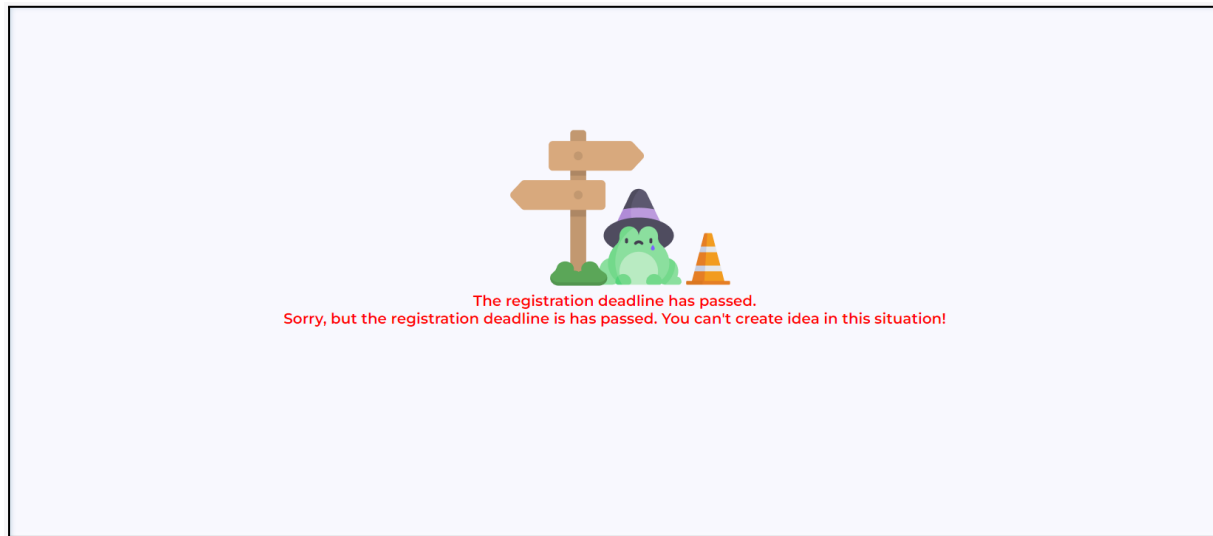 The registration deadline has passed.
Sorry, but the registration deadline is has passed. You can't create idea in this situation!